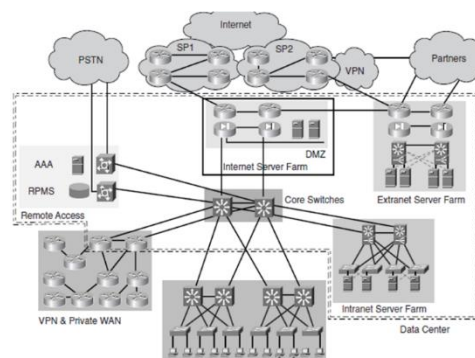 Internet
SP1
SP2
PSTN
VPN
Partners
DMZ
Internet Server Farm
AAA
RPMS
Remote Access
Core Switches
Extranet Server Farm
VPN & Private WAN
Intranet Server Farm
Data Center